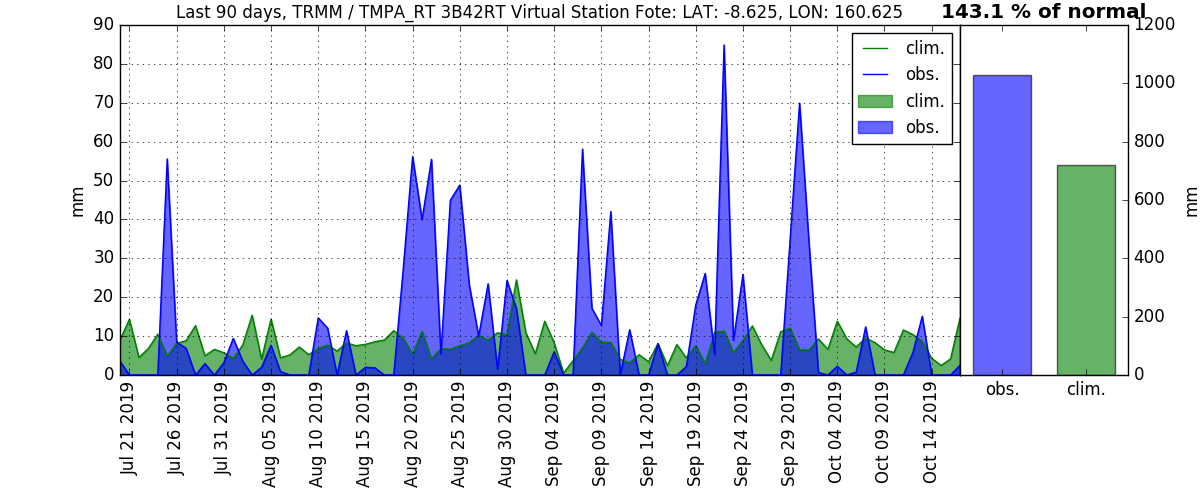 Last 90 days, TRMM / TMPA_RT 3B42RT Virtual Station Fote: LAT: -8.625, LON: 160.625
143.1 % of normal
90
80
70
60
50
40
30
20
10
0
mm
clim.
obs.
clim.
obs.
1200
1000
800
600
400
200
0
mm
obs.
clim.
Jul 21 2019
Jul 26 2019
Jul 31 2019
Aug 05 2019
Aug 10 2019
Aug 15 2019
Aug 20 2019
Aug 25 2019
Aug 30 2019
Sep 04 2019
Sep 09 2019
Sep 14 2019
Sep 19 2019
Sep 24 2019
Sep 29 2019
Oct 04 2019
Oct 09 2019
Oct 14 2019